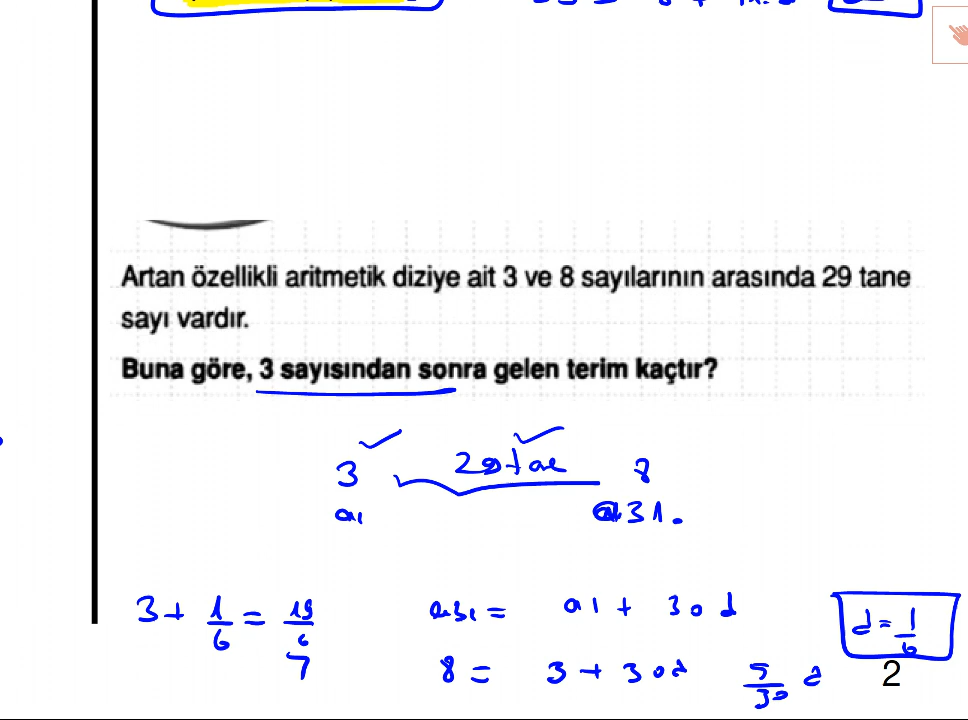 Artan özellikli aritmetik diziye ait 3 ve 8 sayılarının arasında 29 tane
sayı vardır.
Buna göre, 3 sayısından sonra gelen terim kaçtır?
3 29 tane 8
a1 a31.
3 + 1/6 = 19/6
7
a31 = a1 + 30d
d = 1/6
8 = 3 + 30d 5/30 d
2